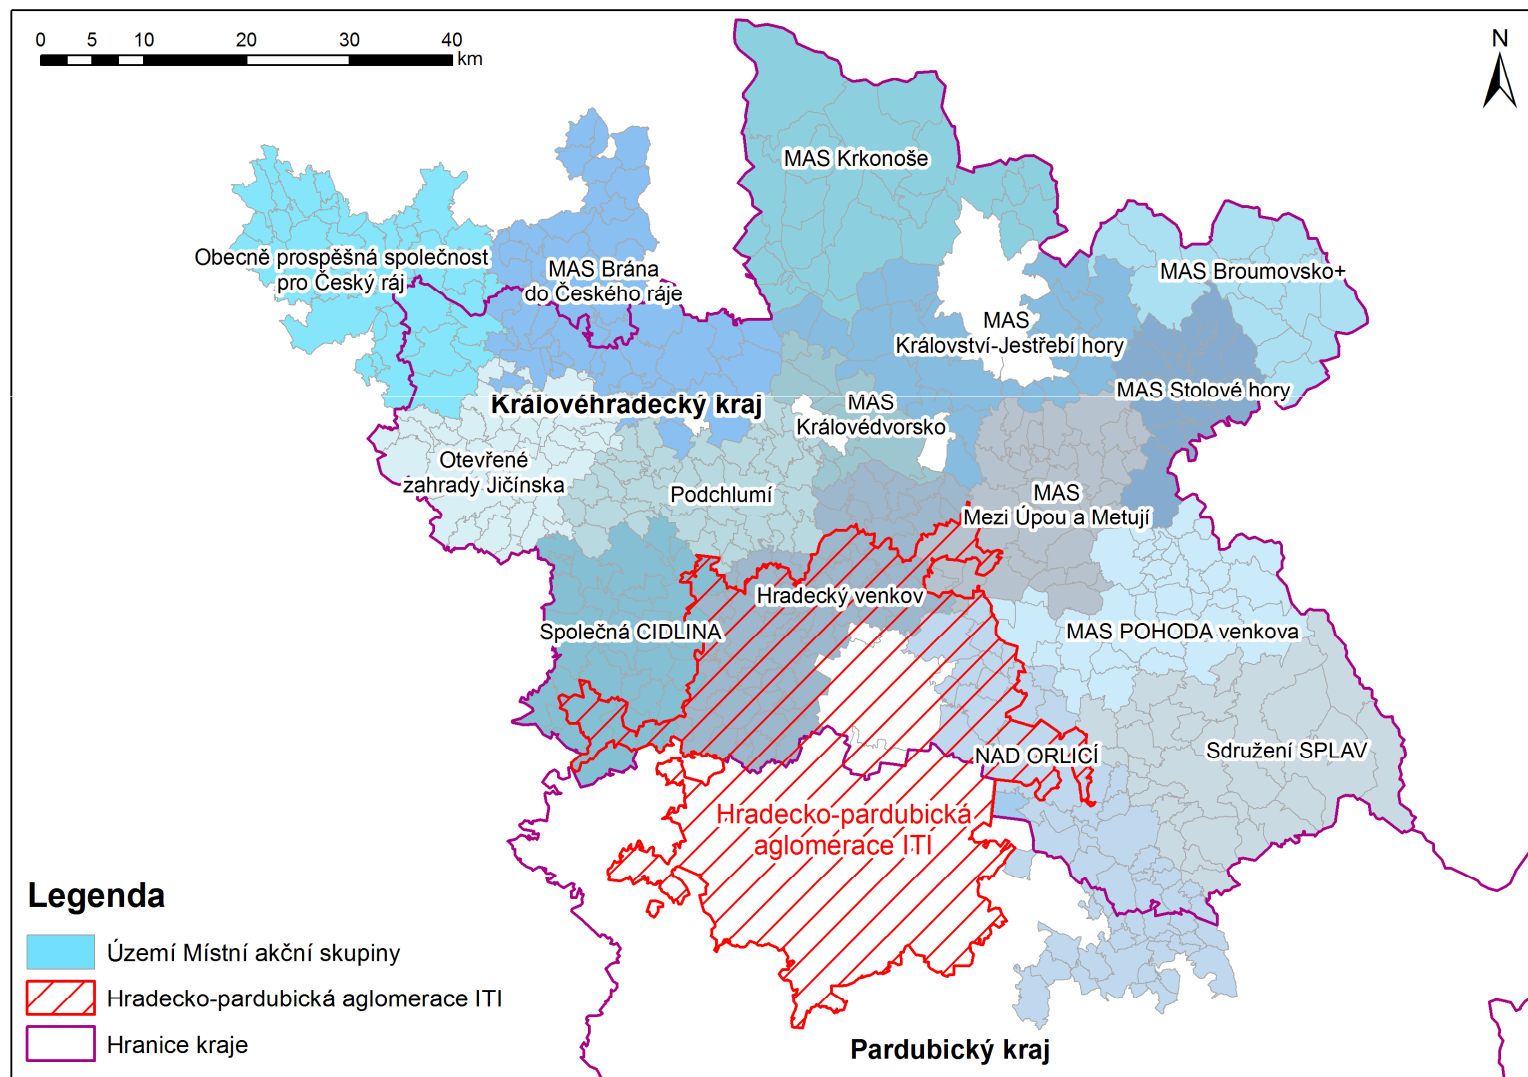 0 5 10 20 30 40
km
N
MAS Krkonoše
Obecně prospěšná společnost
pro Český ráj
MAS Brána
do Českého ráje
MAS Broumovsko+
MAS
Království-Jestřebí hory
MAS Stolové hory
Královéhradecký kraj
MAS
Královédvorsko
Otevřené
zahrady Jičínska
Podchlumí
MAS
Mezi Úpou a Metují
Hradecký venkov
Společná CIDLINA
MAS POHODA venkova
NAD ORLICÍ
Sdružení SPLAV
Hradecko-pardubická
aglomerace ITI
Legenda
Území Místní akční skupiny
Hradecko-pardubická aglomerace ITI
Hranice kraje
Pardubický kraj